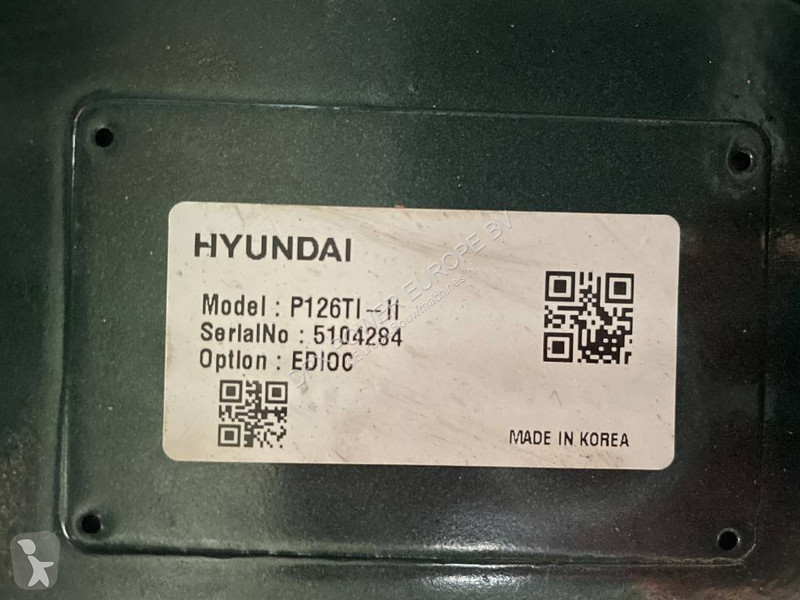 HYUNDAI
Model : P126TI-II
SerialNo : 5104284
Option : EDIOC
MADE IN KOREA